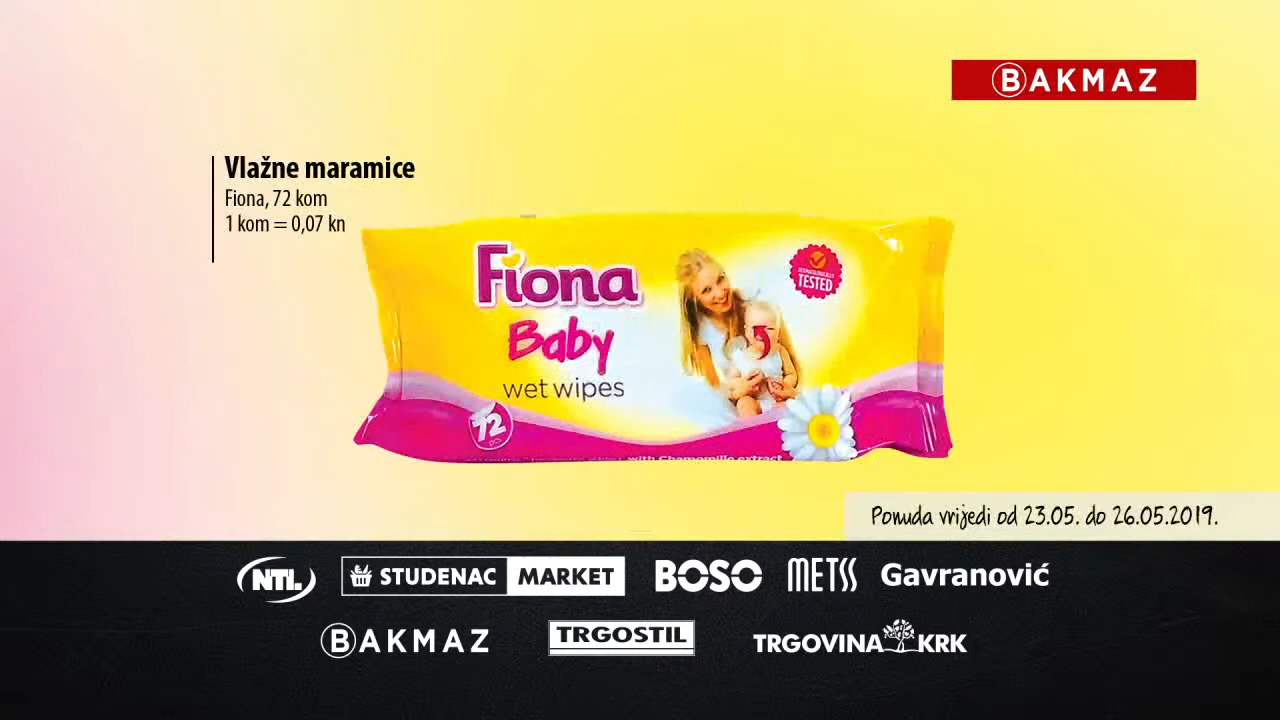 BAKMAZ
Vlažne maramice
Fiona, 72 kom
1 kom = 0,07 kn
Fiona
Baby
wet wipes
DERMATOLOGICALLY
TESTED
72
with Chamomille extract
Ponuda vrijedi od 23.05. do 26.05.2019.
NTL
STUDENAC MARKET
BOSO
METSS
Gavranović
BAKMAZ
TRGOSTIL
TRGOVINA KRK